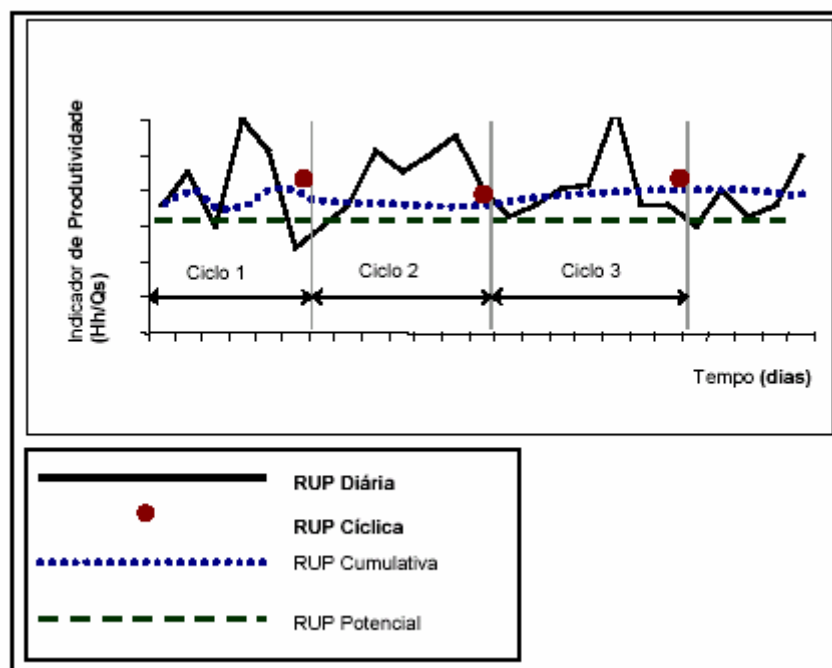 Indicador de Produtividade
(Hh/Qs)
Ciclo 1
Ciclo 2
Ciclo 3
Tempo (dias)
RUP Diária
RUP Cíclica
RUP Cumulativa
RUP Potencial